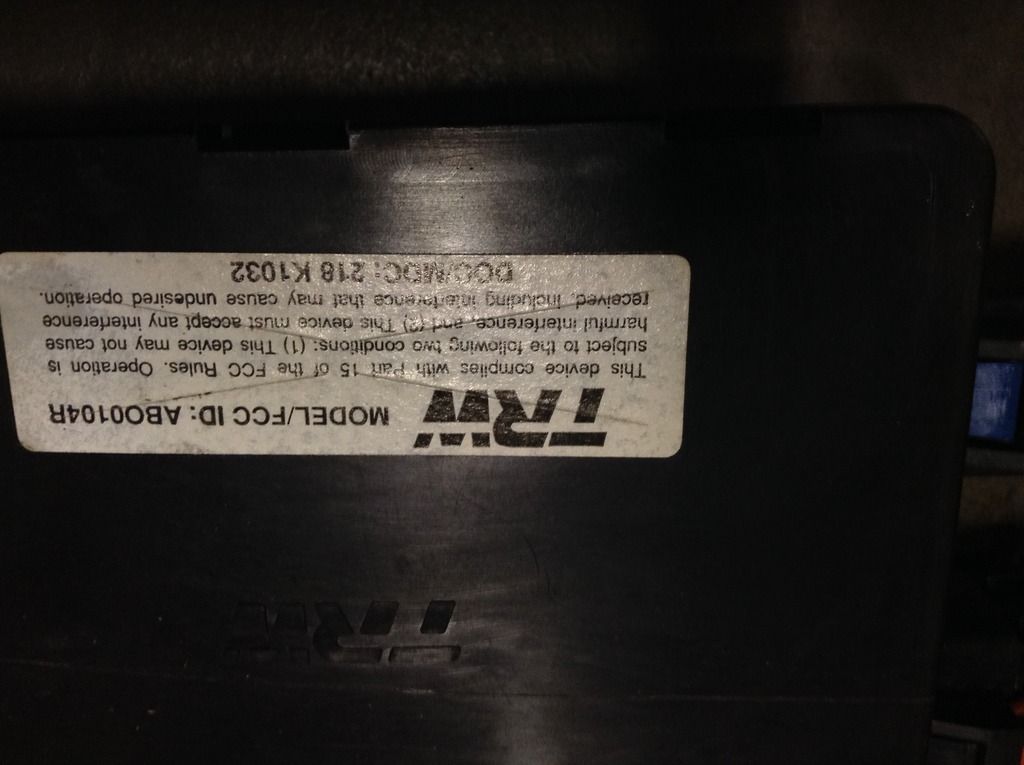 TRW MODEL/FCC ID: ABO0104R
This device complies with Part 15 of the FCC Rules. Operation is
subject to the following two conditions: (1) This device may not cause
harmful interference, and (2) This device must accept any interference
received, including interference that may cause undesired operation.
DOC/MDC: 218 K1032
TRW